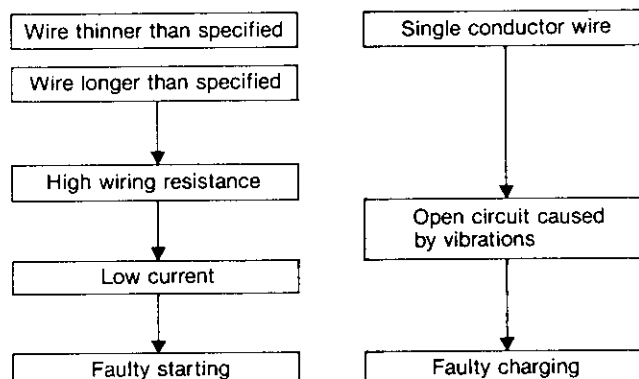 Wire thinner than specified
Wire longer than specified
High wiring resistance
Low current
Faulty starting
Single conductor wire
Open circuit caused
by vibrations
Faulty charging